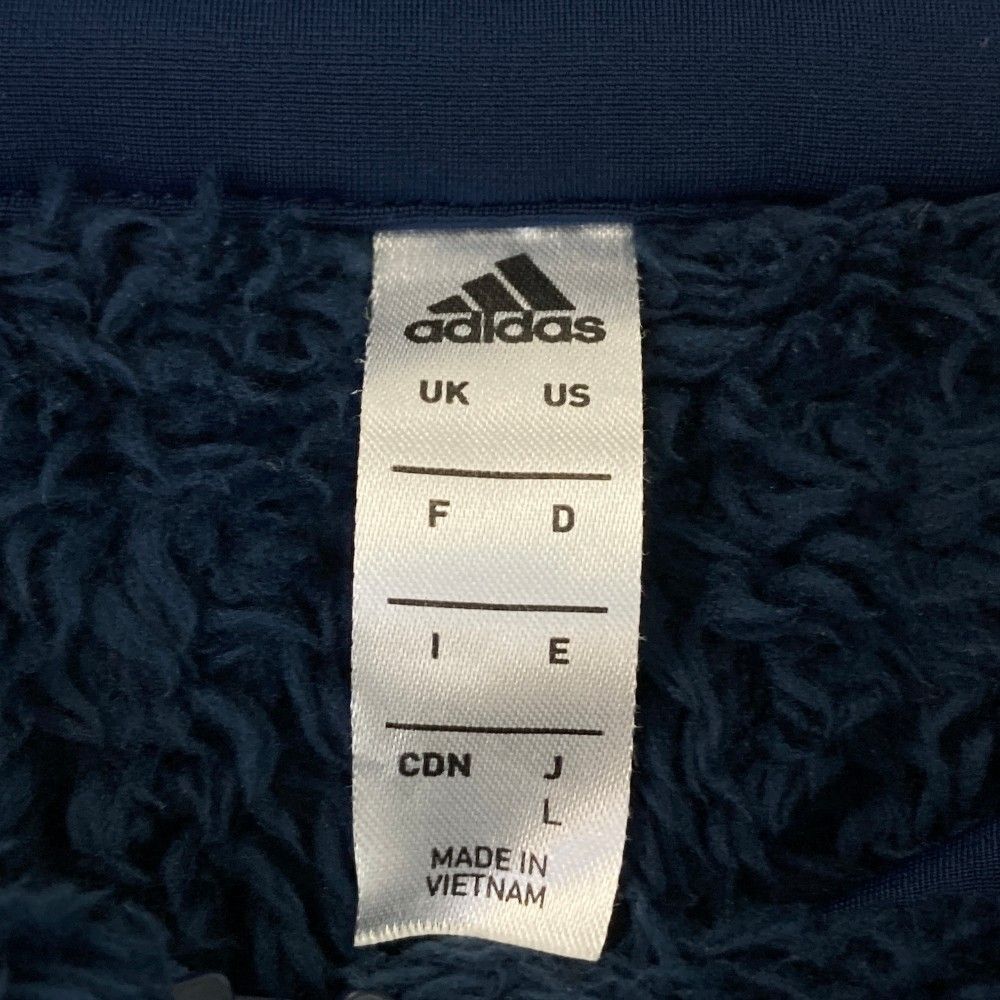 adidas
UK US
F D
I E
CDN J
L
MADE IN
VIETNAM